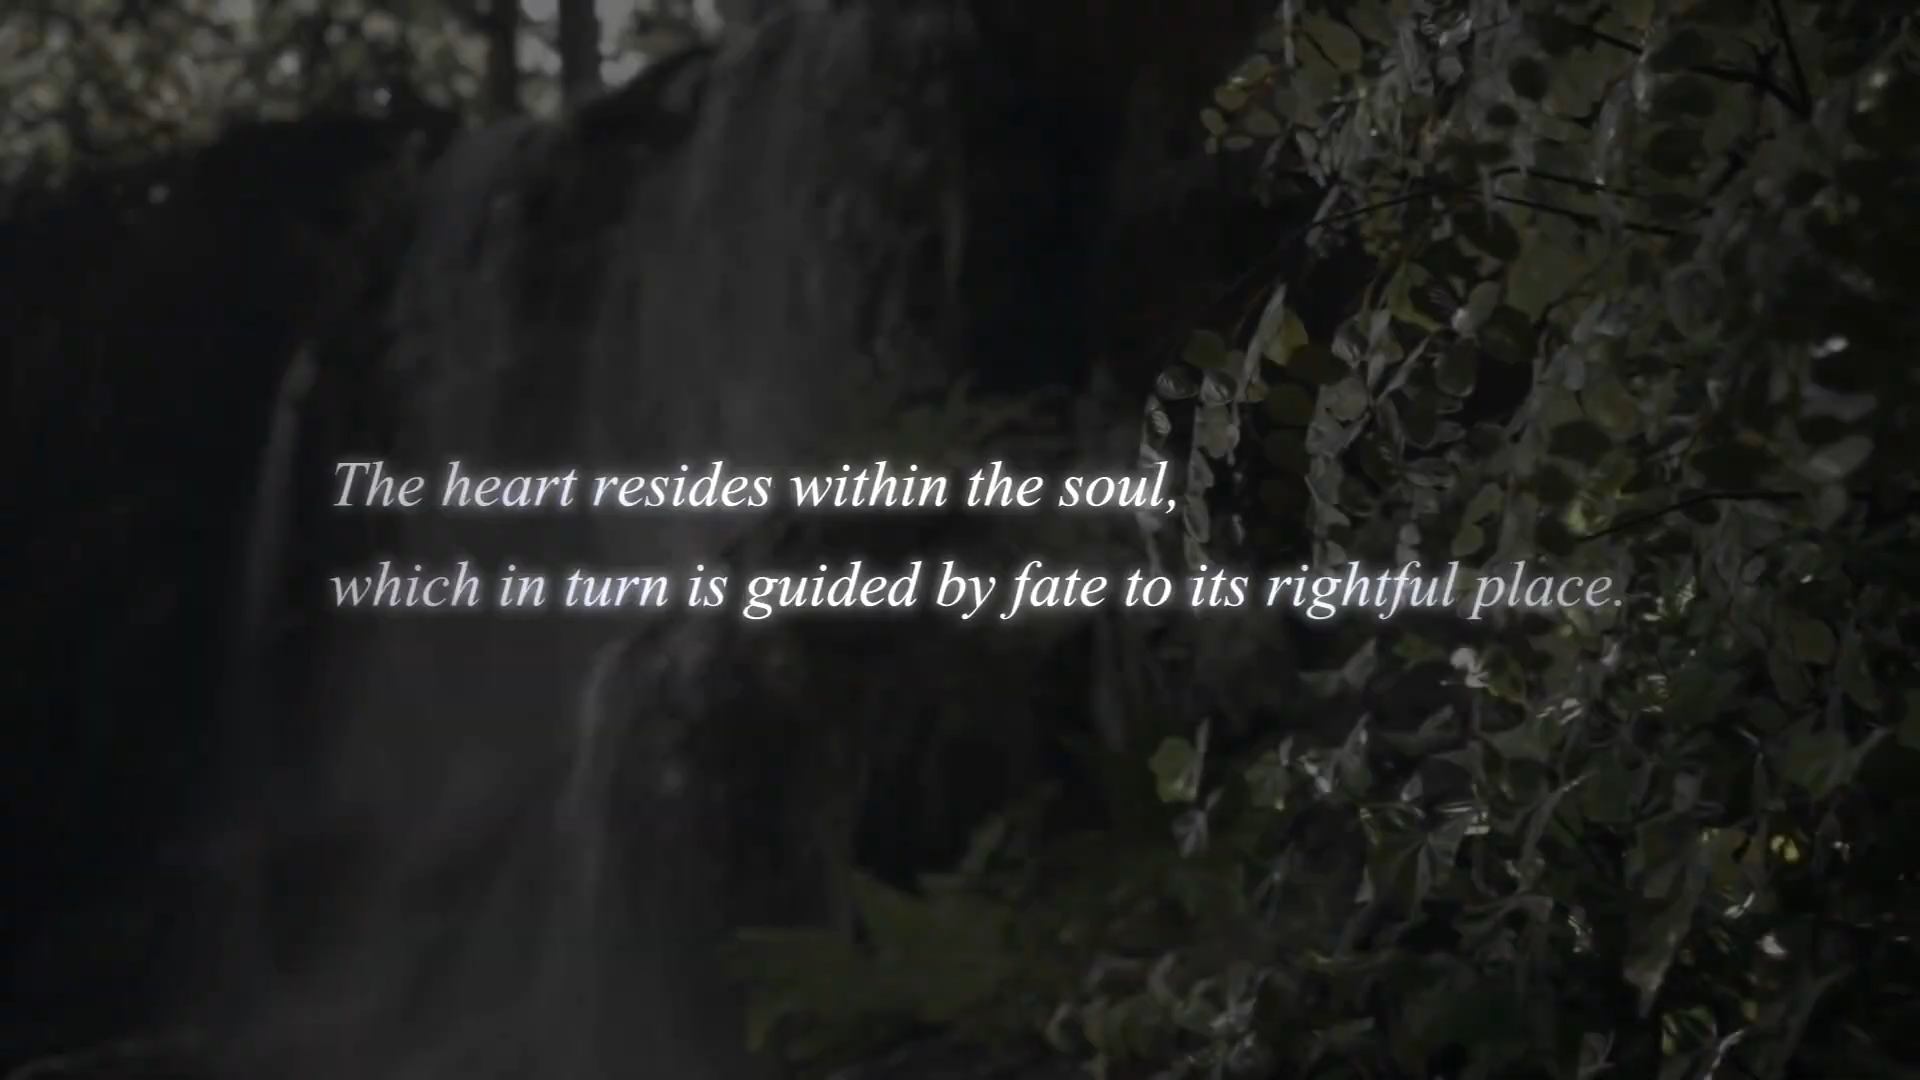 The heart resides within the soul,
which in turn is guided by fate to its rightful place.